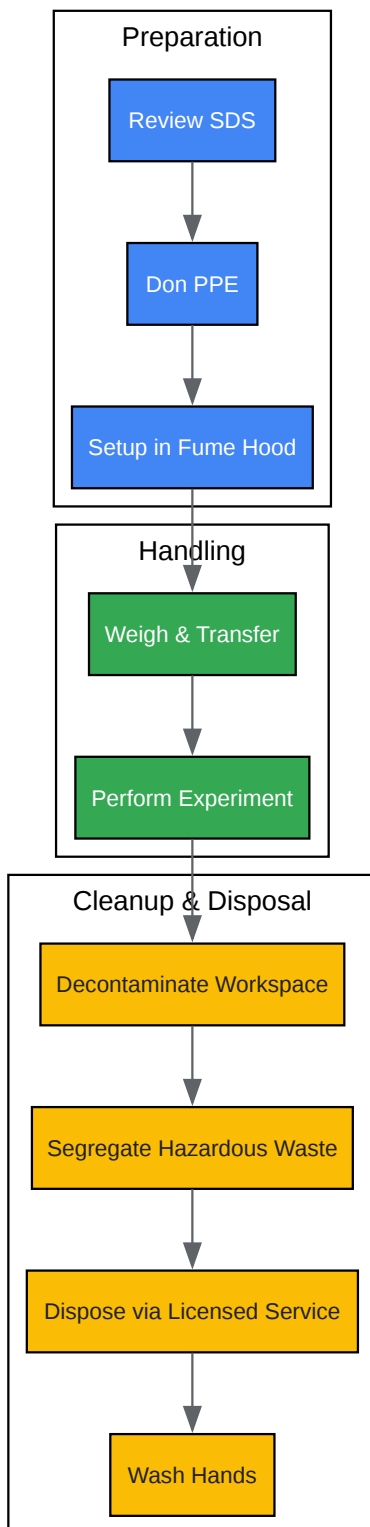 Preparation
Review SDS
Don PPE
Setup in Fume Hood
Handling
Weigh & Transfer
Perform Experiment
Cleanup & Disposal
Decontaminate Workspace
Segregate Hazardous Waste
Dispose via Licensed Service
Wash Hands